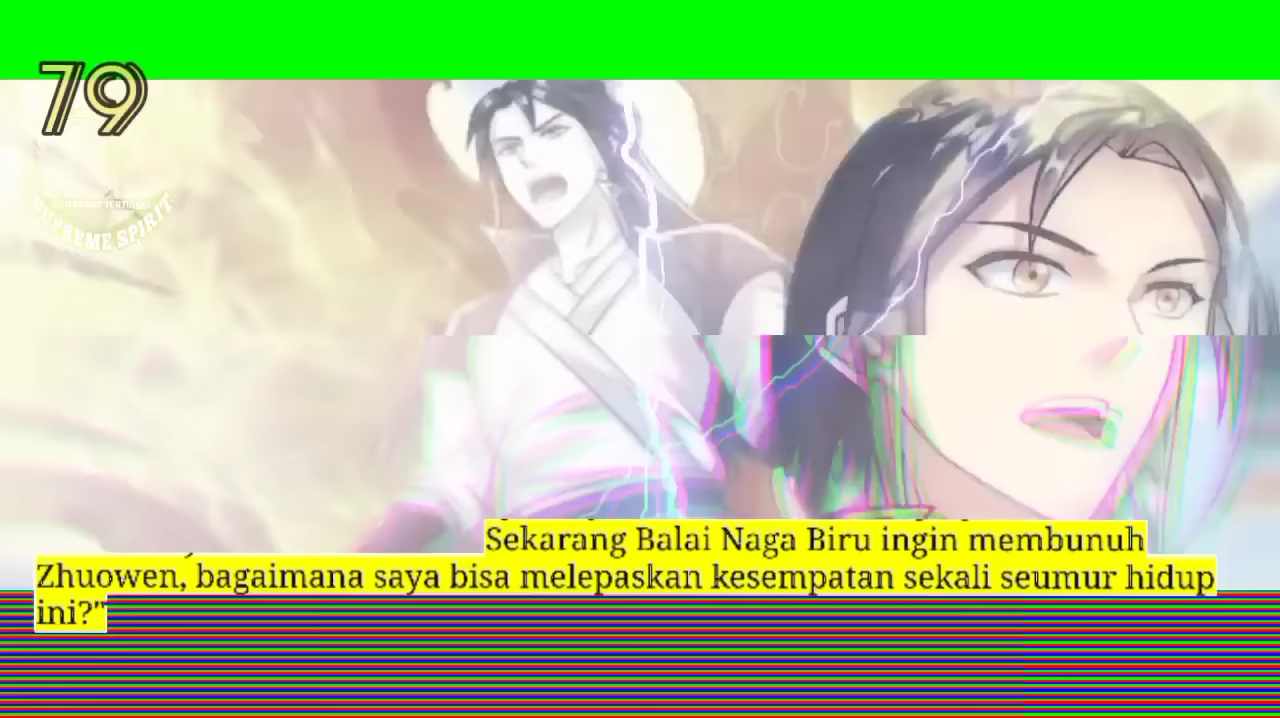 79
SUPREME SPIRIT
Sekarang Balai Naga Biru ingin membunuh
Zhuowen, bagaimana saya bisa melepaskan kesempatan sekali seumur hidup
ini?"